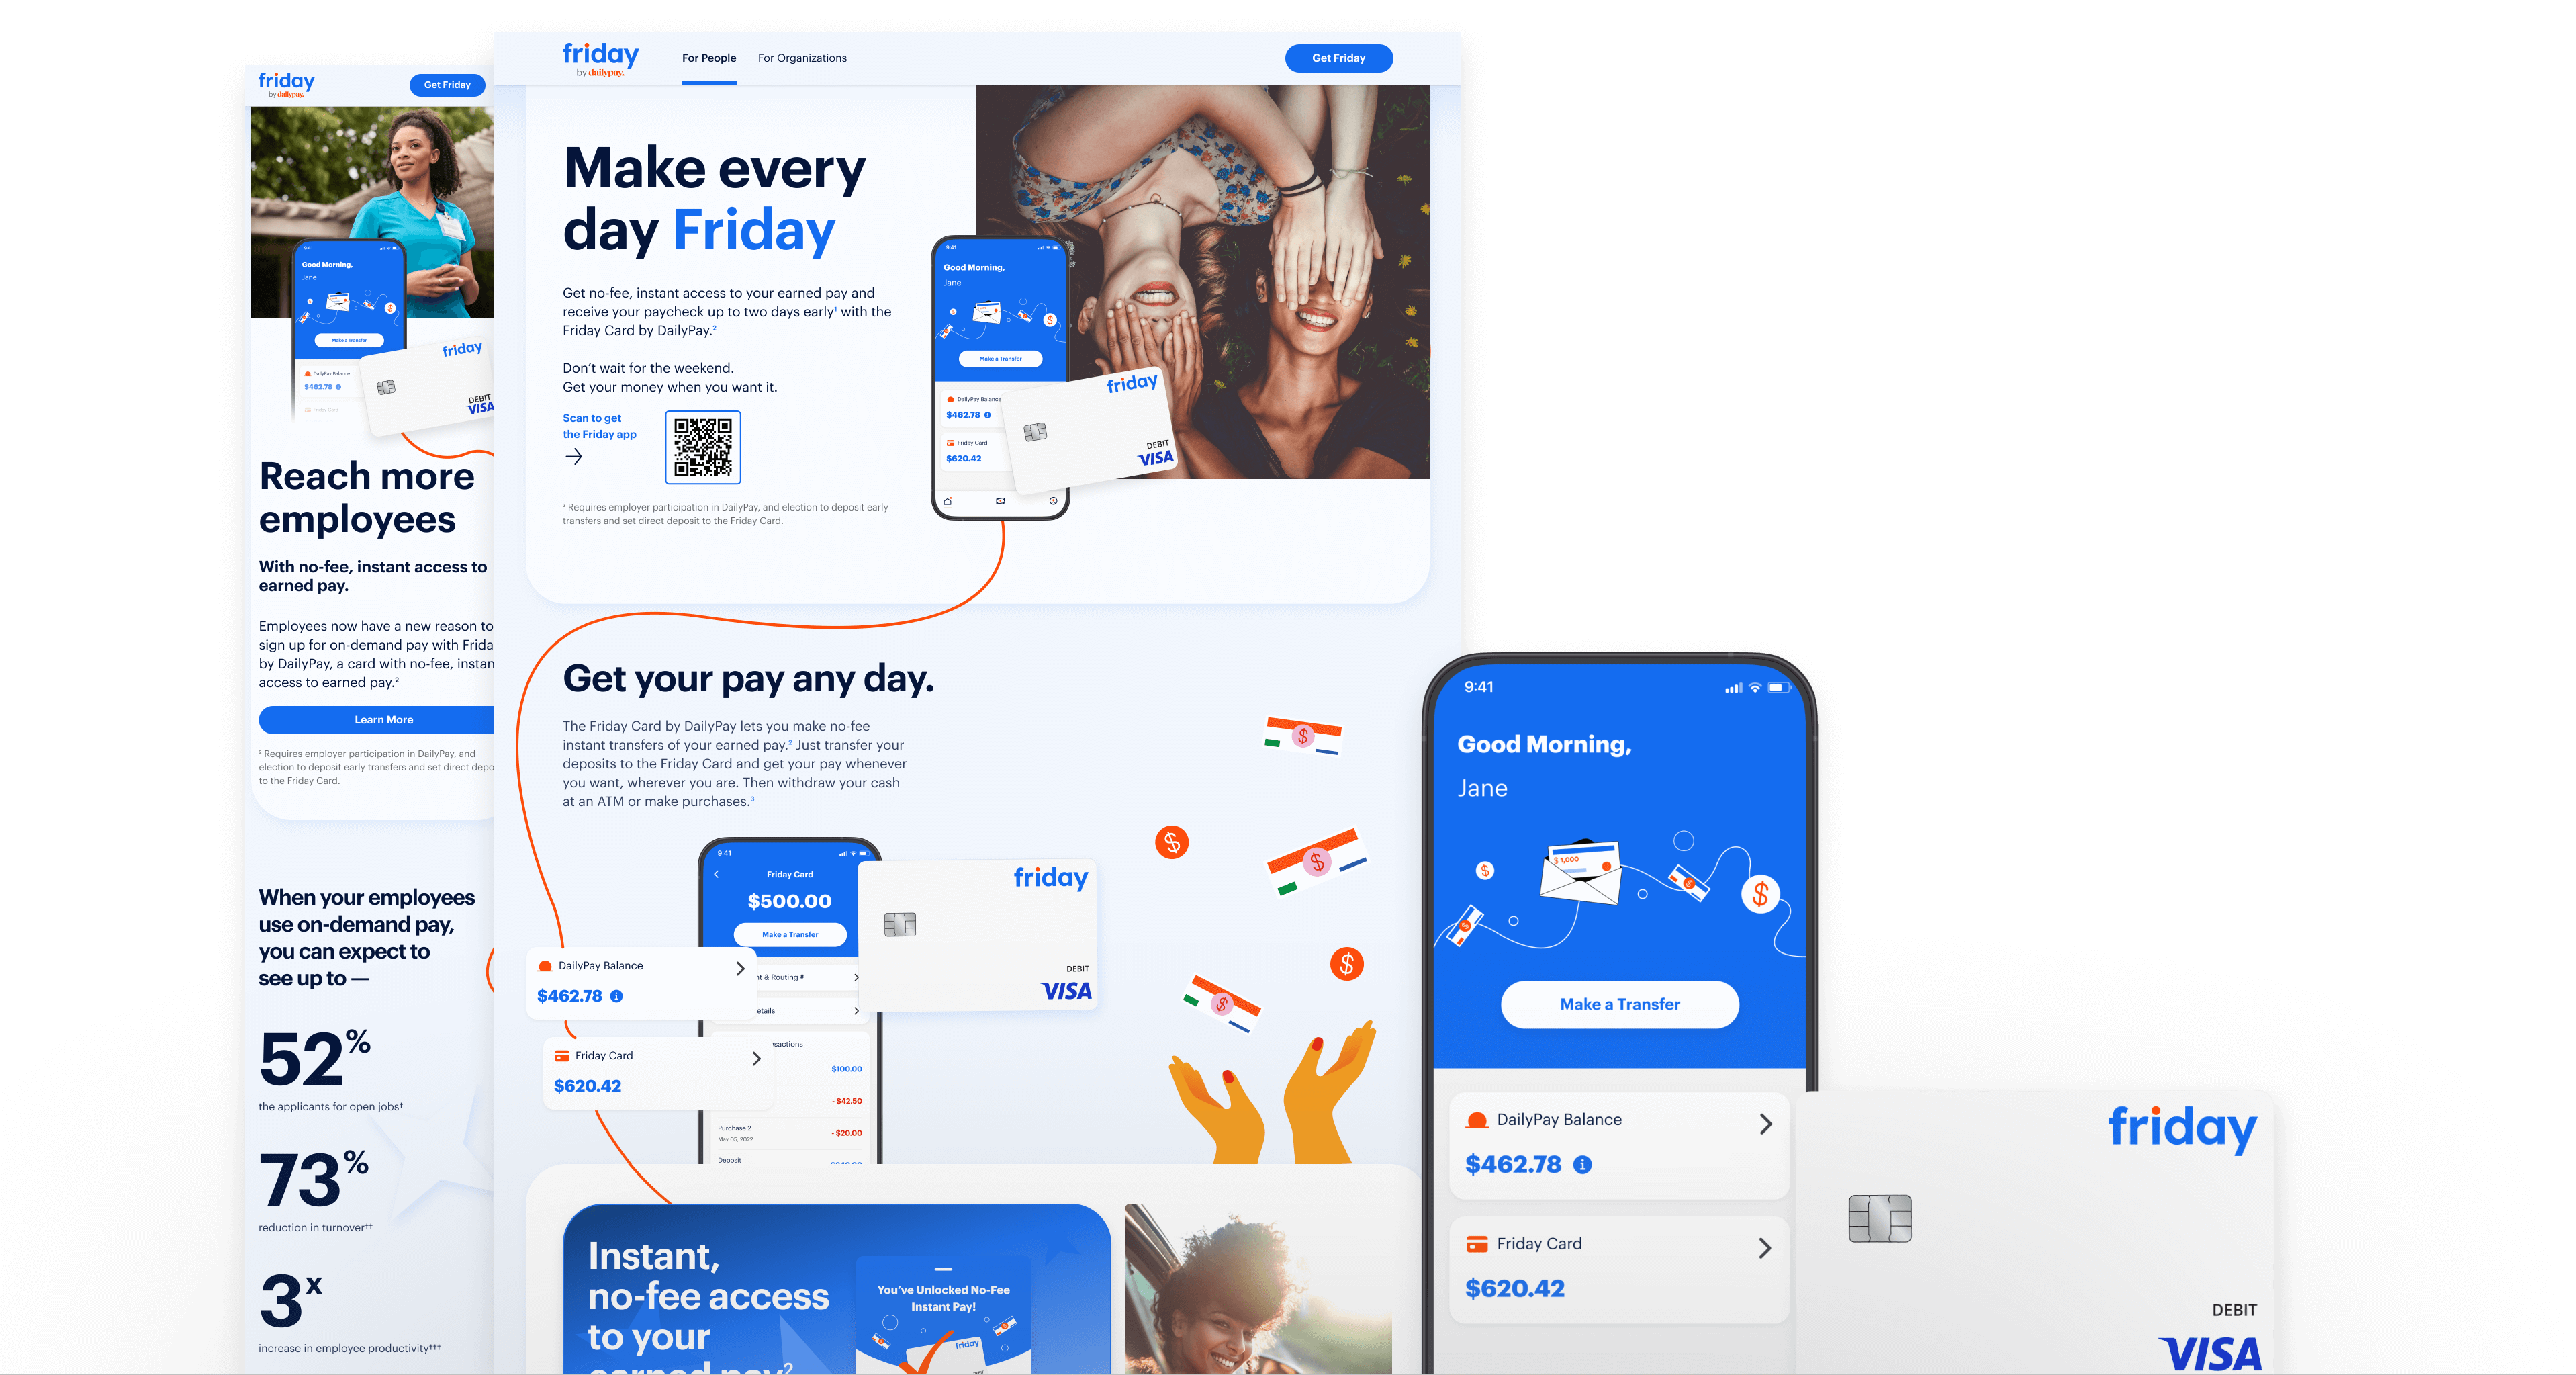 friday
by dailypay.
Get Friday
9:41
Good Morning,
Jane
Make a Transfer
DailyPay Balance
$462.78
Friday Card
friday
DEBIT
VISA
Reach more
employees
With no-fee, instant access to
earned pay.
Employees now have a new reason to
sign up for on-demand pay with Frida
by DailyPay, a card with no-fee, instan
access to earned pay.²
Learn More
² Requires employer participation in DailyPay, and
election to deposit early transfers and set direct depo
to the Friday Card.
When your employees
use on-demand pay,
you can expect to
see up to —
52%
the applicants for open jobs†
73%
reduction in turnover††
3x
increase in employee productivity†††
friday
by dailypay.
For People
For Organizations
Get Friday
Make every
day Friday
Get no-fee, instant access to your earned pay and
receive your paycheck up to two days early¹ with the
Friday Card by DailyPay.²
Don't wait for the weekend.
Get your money when you want it.
Scan to get
the Friday app
² Requires employer participation in DailyPay, and election to deposit early
transfers and set direct deposit to the Friday Card.
9:41
Good Morning,
Jane
Make a Transfer
DailyPay Balance
$462.78
Friday Card
$620.42
friday
DEBIT
VISA
Get your pay any day.
The Friday Card by DailyPay lets you make no-fee
instant transfers of your earned pay.² Just transfer your
deposits to the Friday Card and get your pay whenever
you want, wherever you are. Then withdraw your cash
at an ATM or make purchases.³
9:41
Friday Card
$500.00
Make a Transfer
nt & Routing #
etails
sactions
$100.00
- $42.50
Purchase 2
May 05, 2022
- $20.00
Deposit
DailyPay Balance
$462.78
Friday Card
$620.42
friday
DEBIT
VISA
Instant,
no-fee access
to your
earned pay²
You've Unlocked No-Fee
Instant Pay!
friday
9:41
Good Morning,
Jane
$ 1,000
Make a Transfer
DailyPay Balance
$462.78
Friday Card
$620.42
friday
DEBIT
VISA